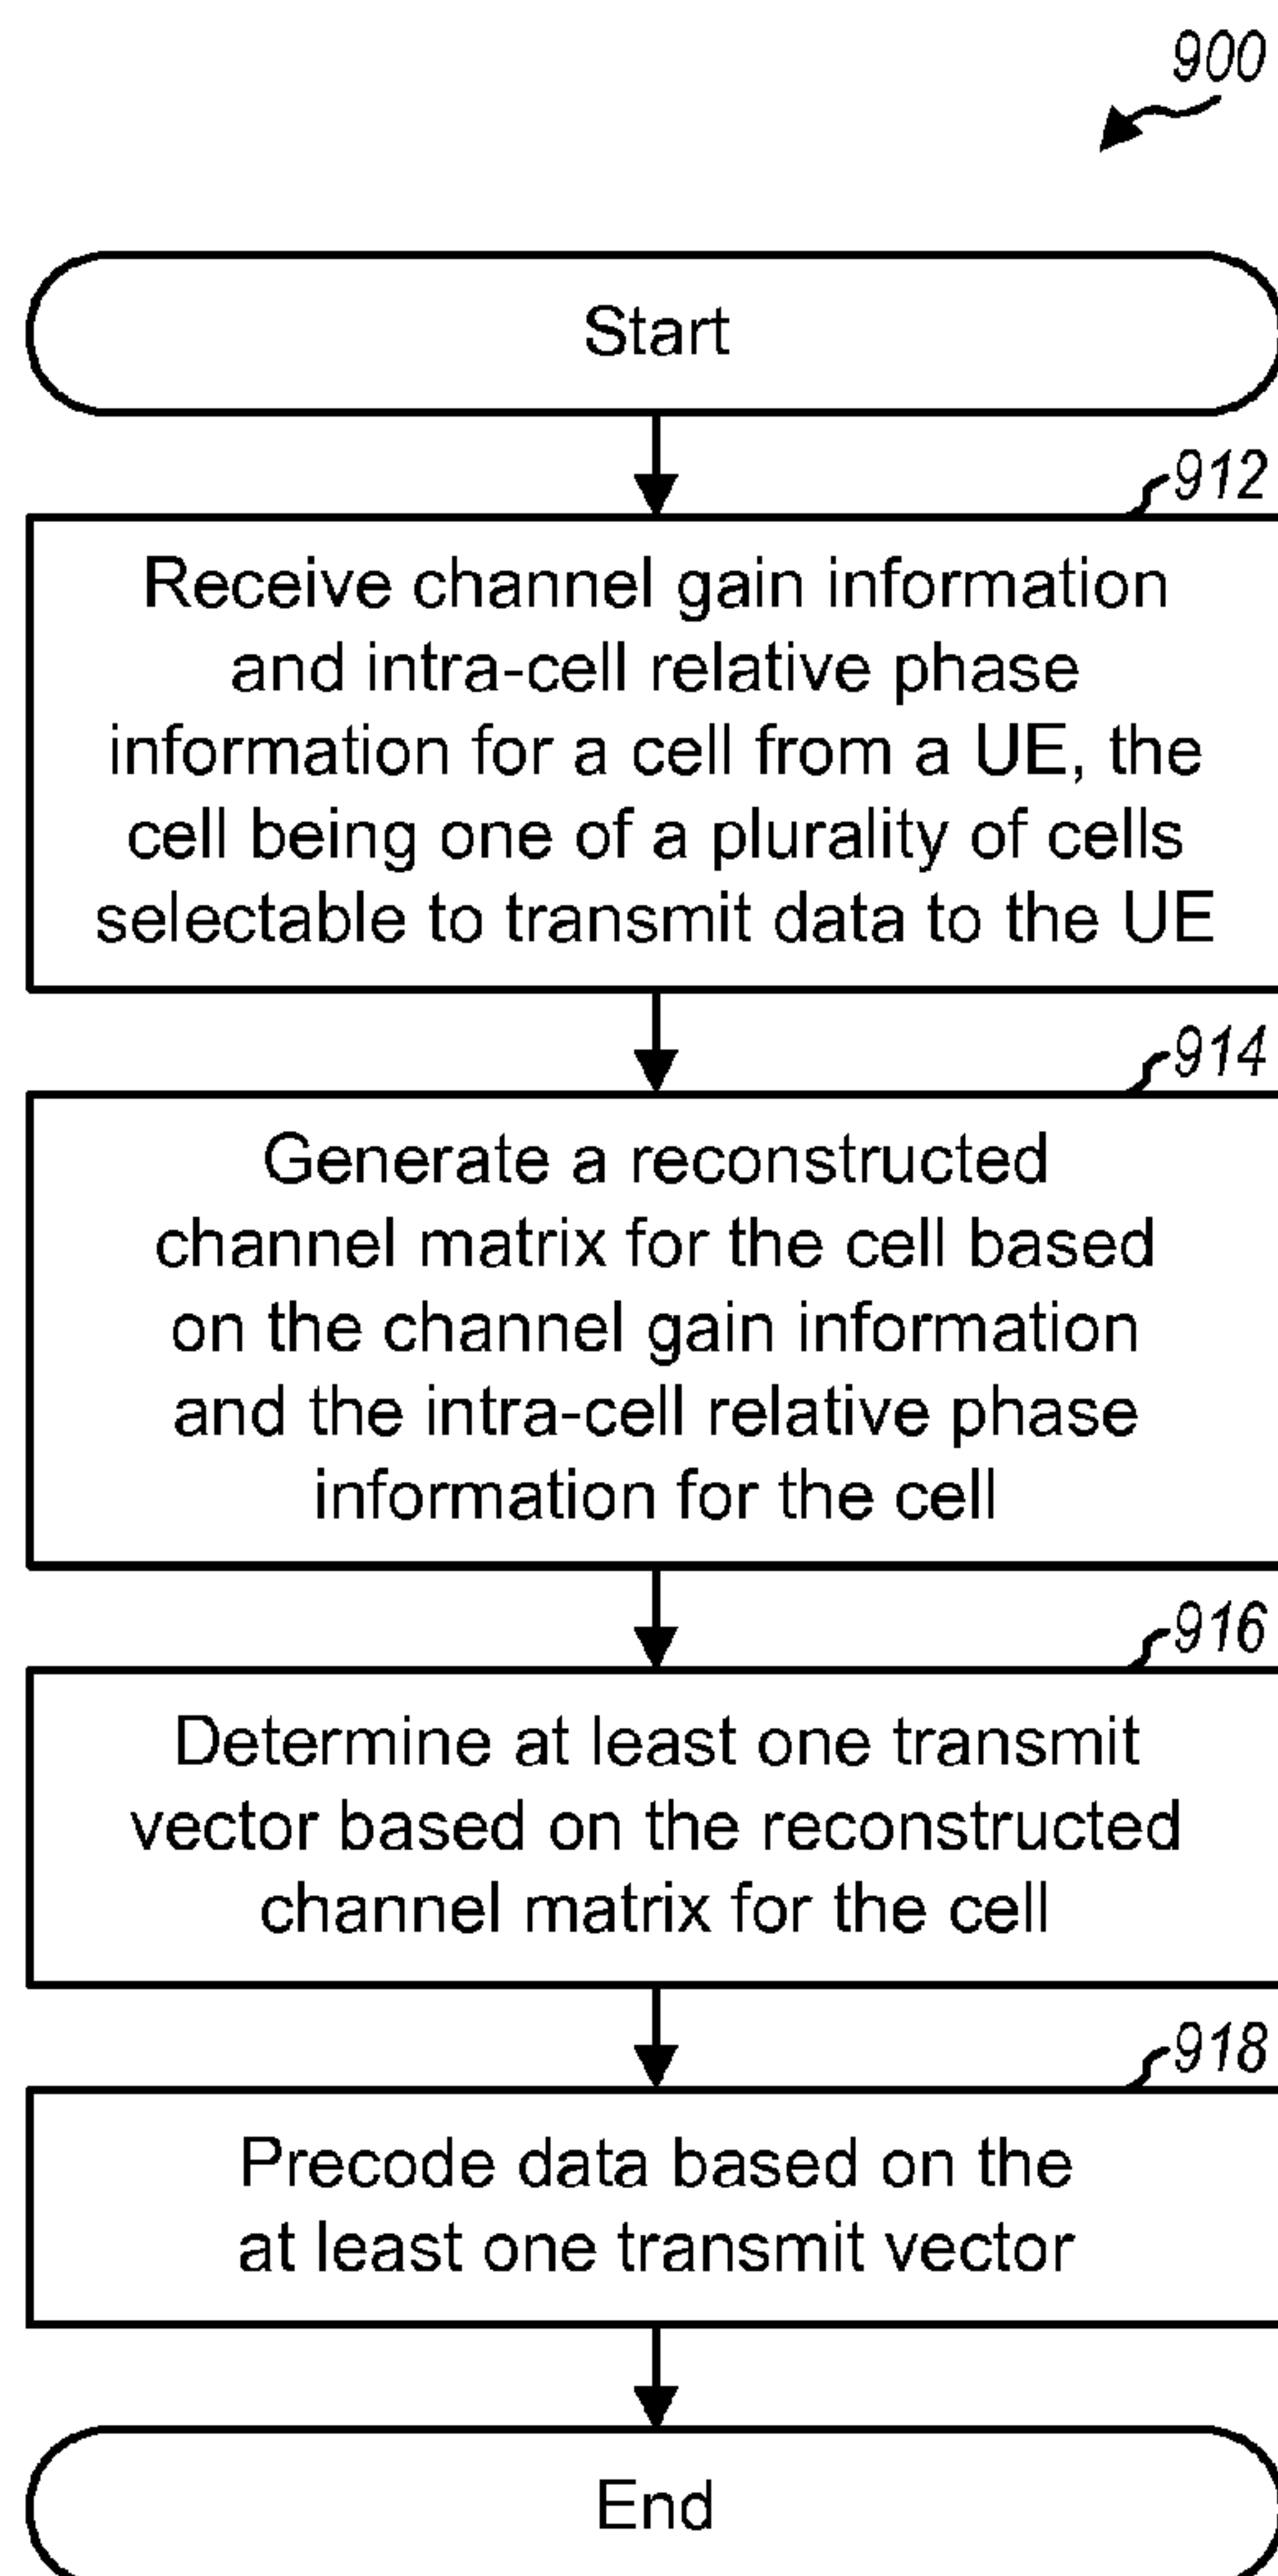 900
Start
912
Receive channel gain information
and intra-cell relative phase
information for a cell from a UE, the
cell being one of a plurality of cells
selectable to transmit data to the UE
914
Generate a reconstructed
channel matrix for the cell based
on the channel gain information
and the intra-cell relative phase
information for the cell
916
Determine at least one transmit
vector based on the reconstructed
channel matrix for the cell
918
Precode data based on the
at least one transmit vector
End